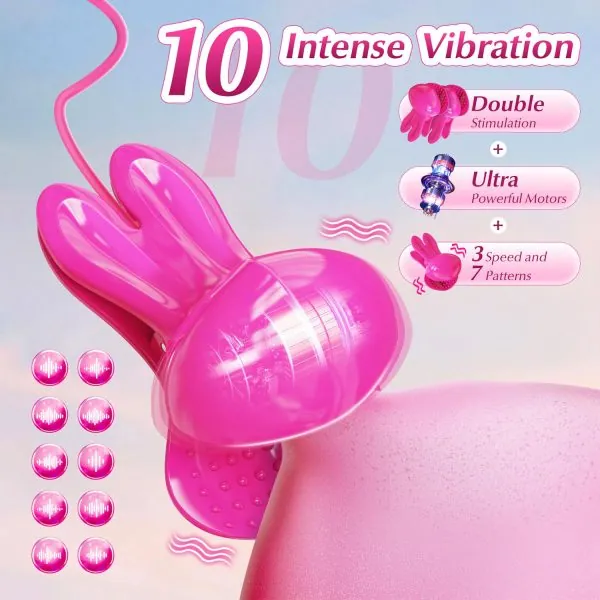 10 Intense Vibration
10
Double
Stimulation
+
Ultra
Powerful Motors
+
3 Speed and
7 Patterns